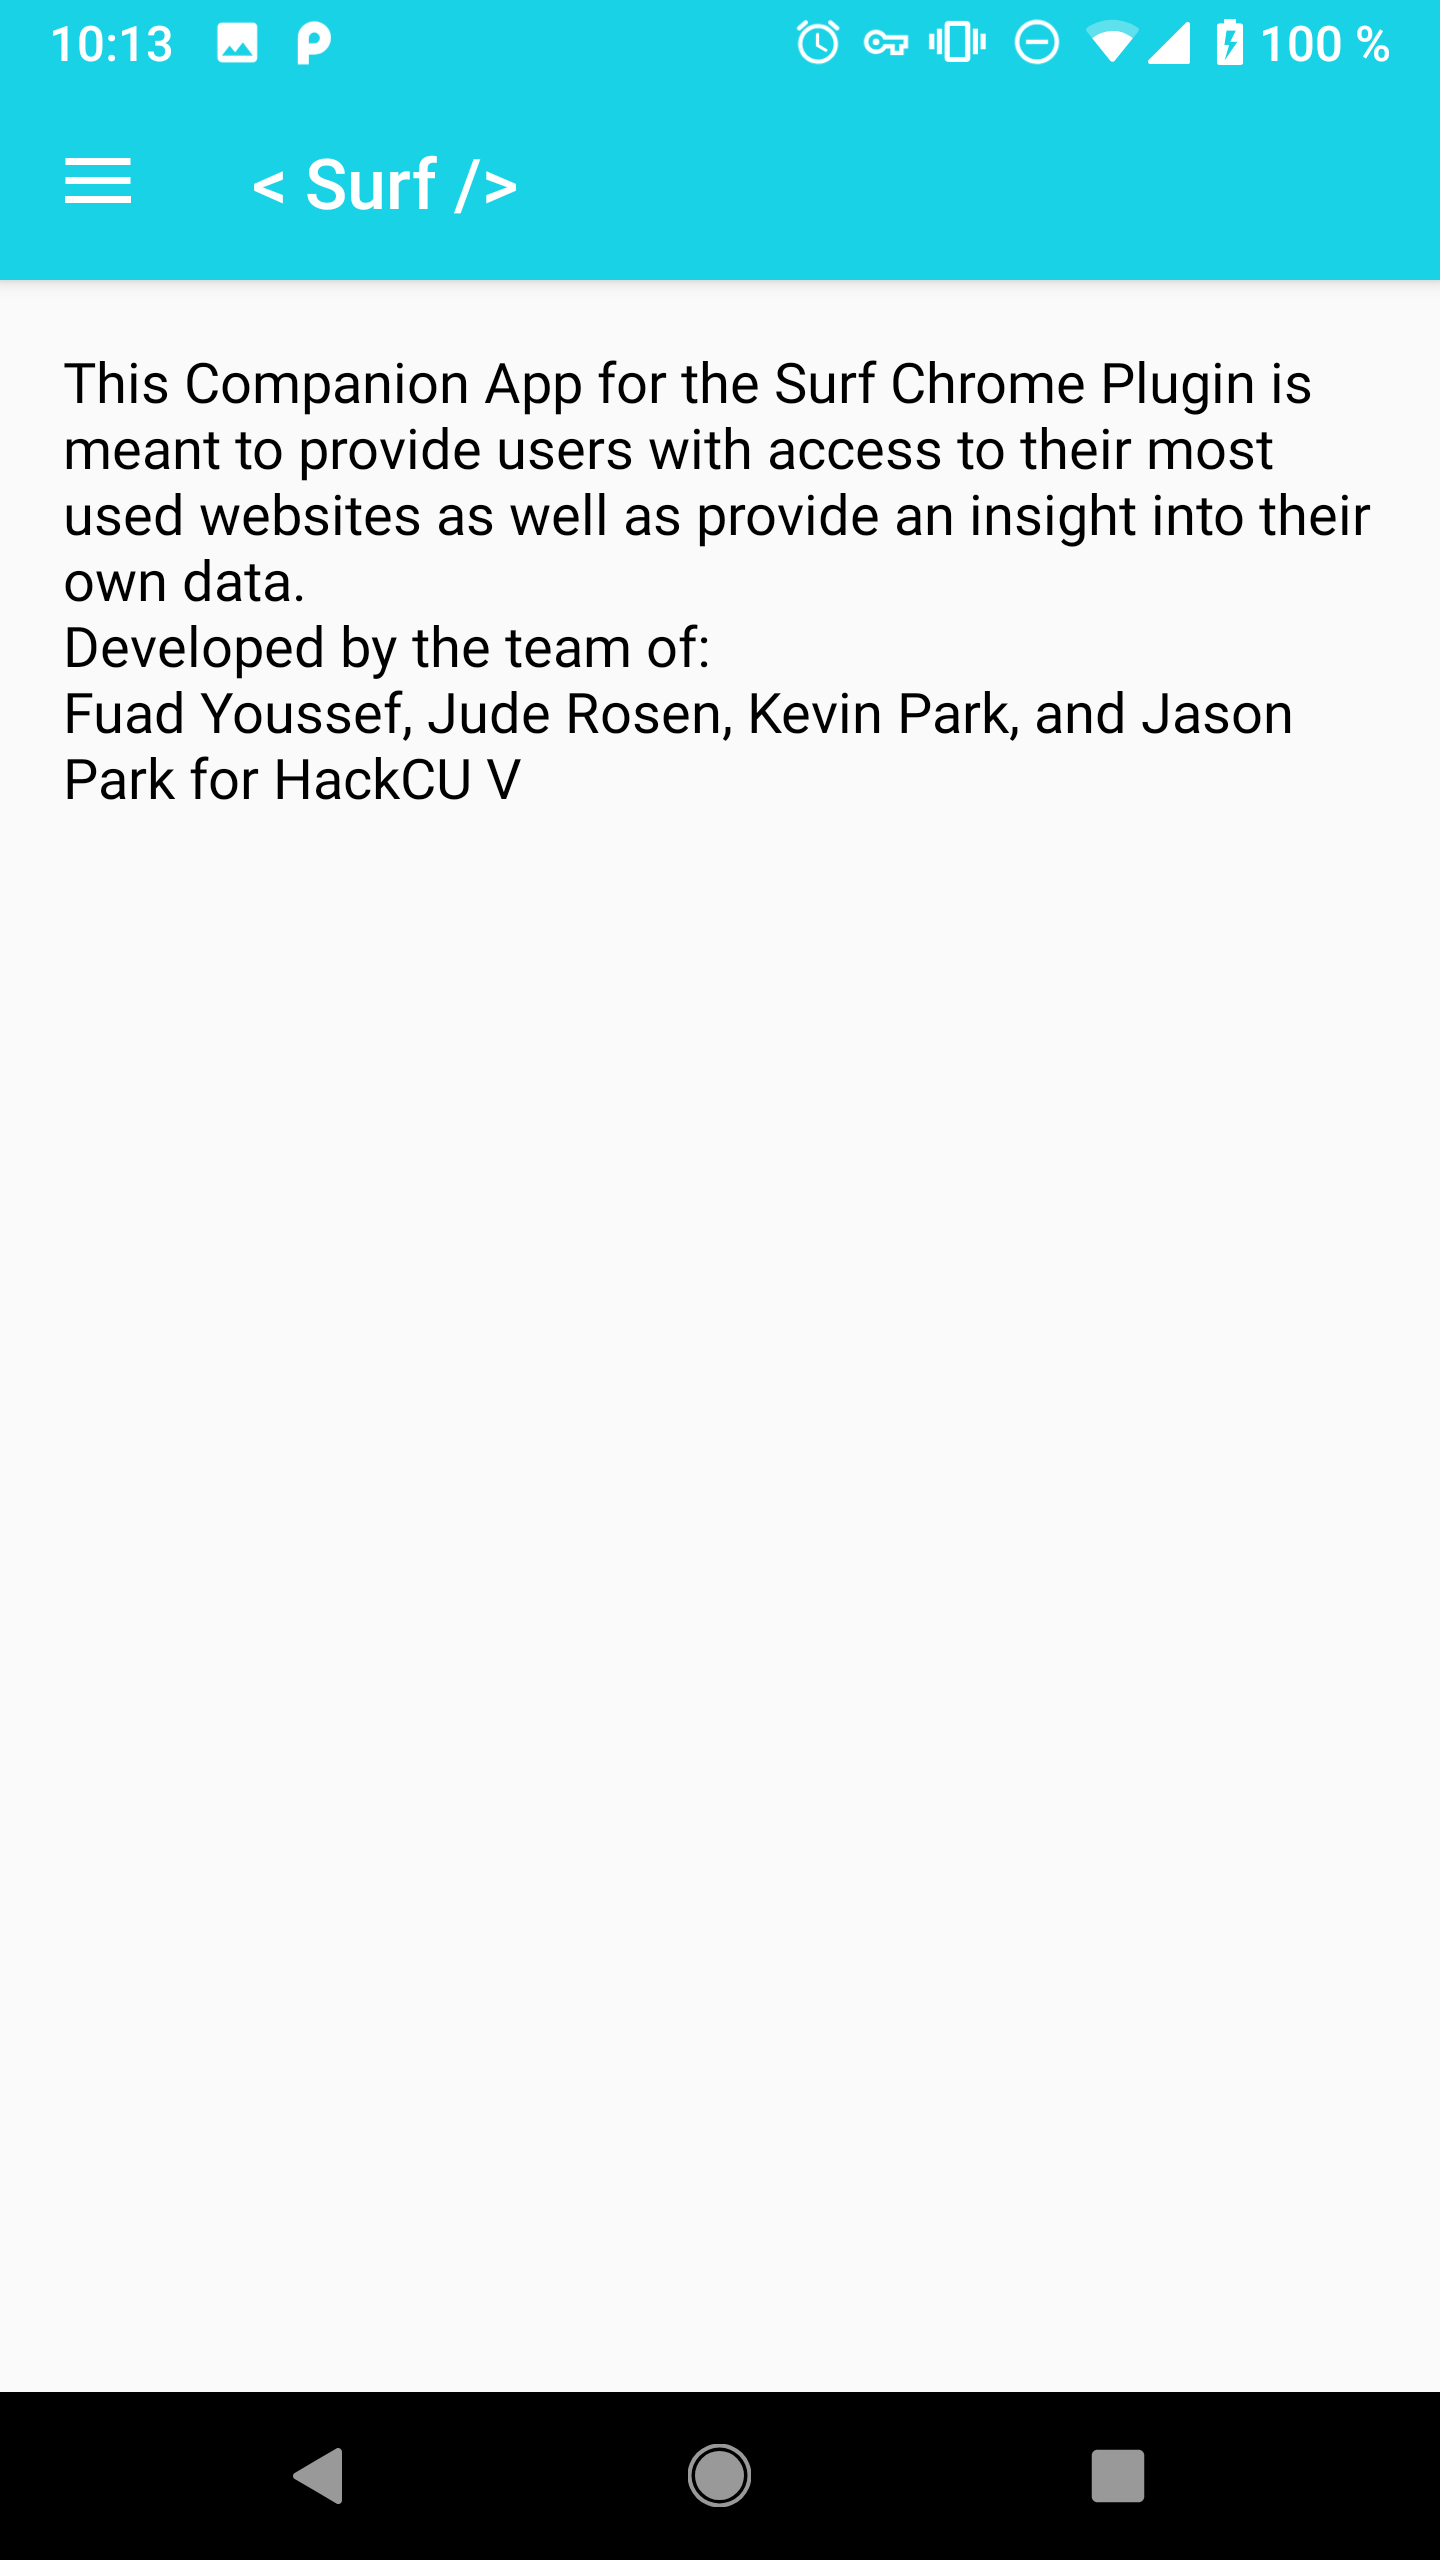 10:13
100 %
< Surf />
This Companion App for the Surf Chrome Plugin is
meant to provide users with access to their most
used websites as well as provide an insight into their
own data.
Developed by the team of:
Fuad Youssef, Jude Rosen, Kevin Park, and Jason
Park for HackCU V